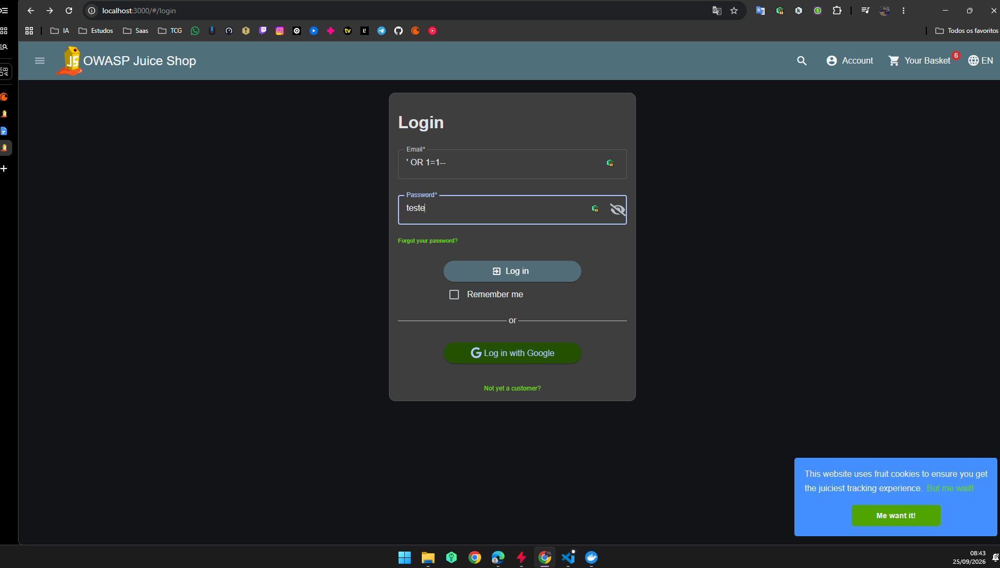 localhost:3000/#/login
IA
Estudos
Saas
TCG
Todos os favoritos
OWASP Juice Shop
Account
Your Basket
6
EN
Login
Email*
' OR 1=1--
Password*
teste
Forgot your password?
Log in
Remember me
or
Log in with Google
Not yet a customer?
This website uses fruit cookies to ensure you get
the juiciest tracking experience. But me wait!
Me want it!
08:43
25/09/2026